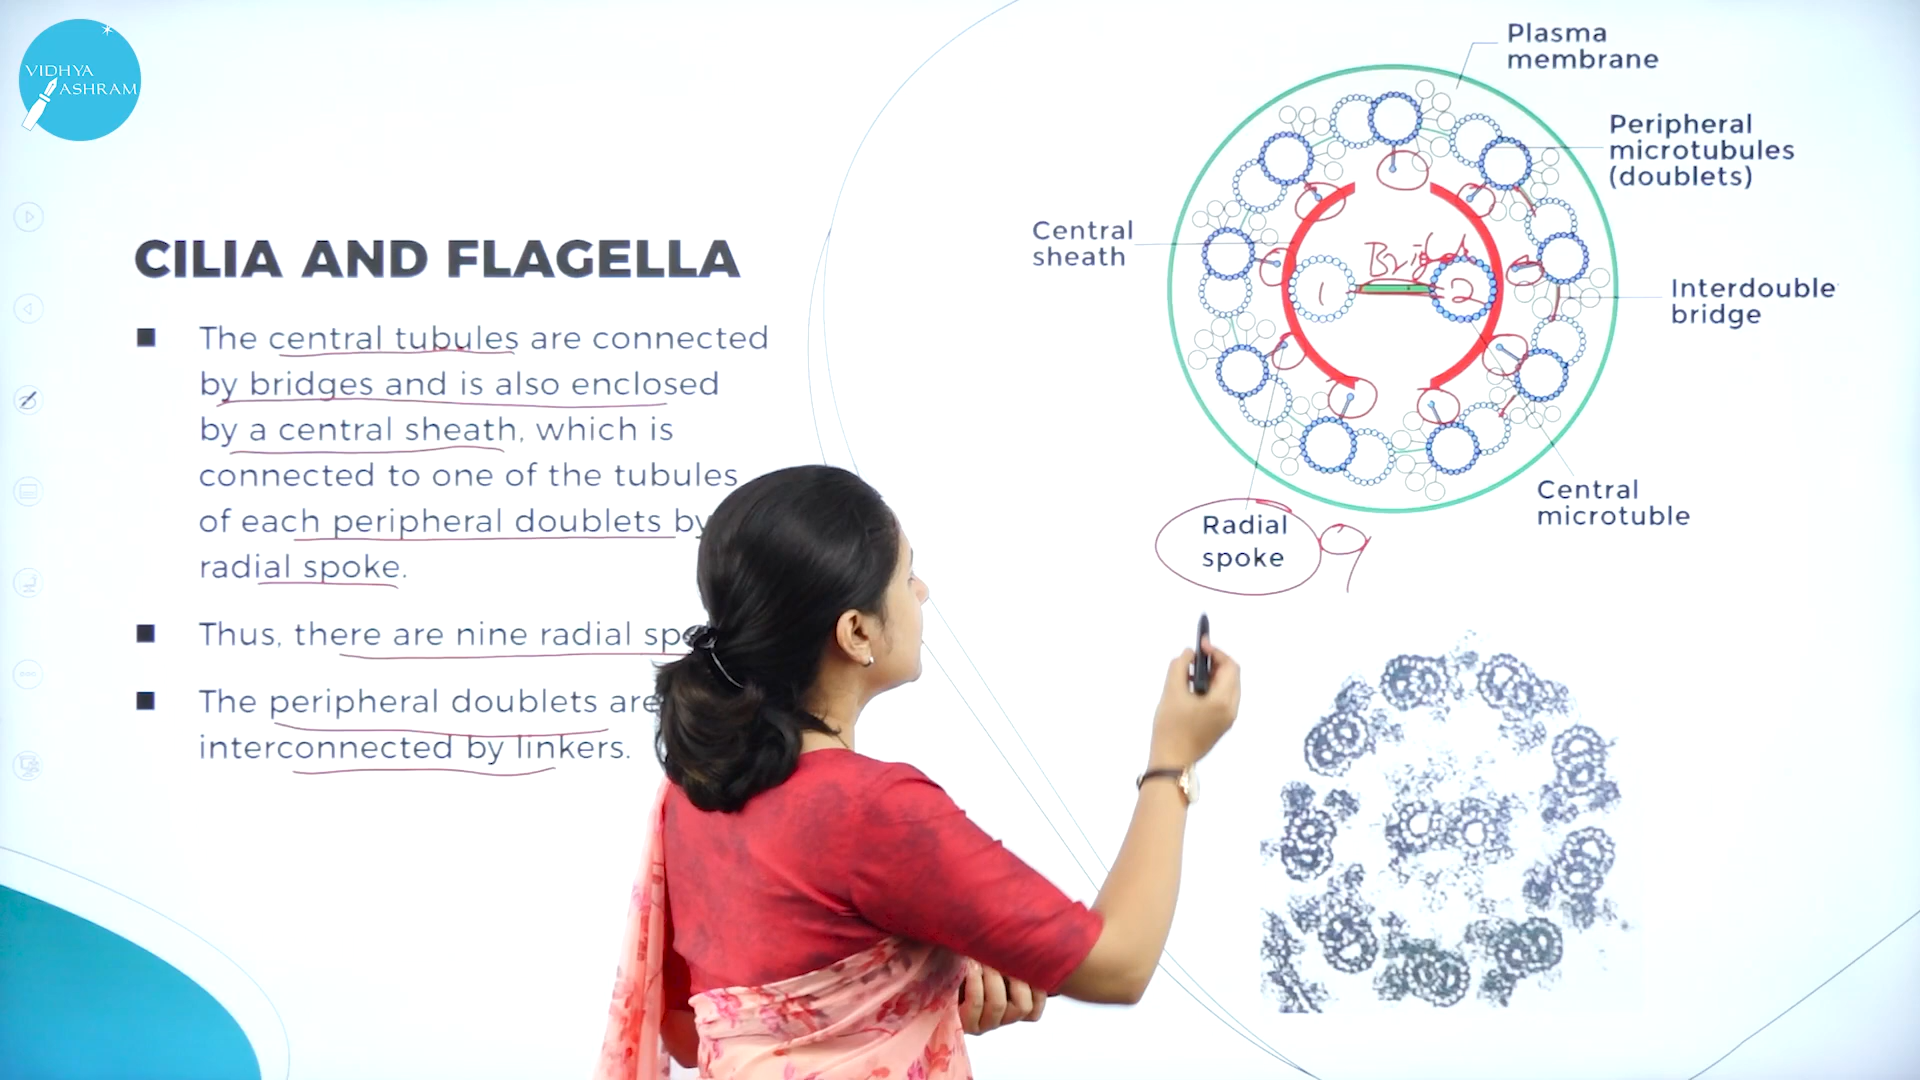 VIDHYA
ASHRAM
CILIA AND FLAGELLA
The central tubules are connected
by bridges and is also enclosed
by a central sheath, which is
connected to one of the tubules
of each peripheral doublets by
radial spoke.
Thus, there are nine radial
The peripheral doublets are
interconnected by linkers.
Plasma
membrane
Peripheral
microtubules
(doublets)
Central
sheath
1
2
Interdouble
bridge
Central
microtuble
Radial
spoke
9